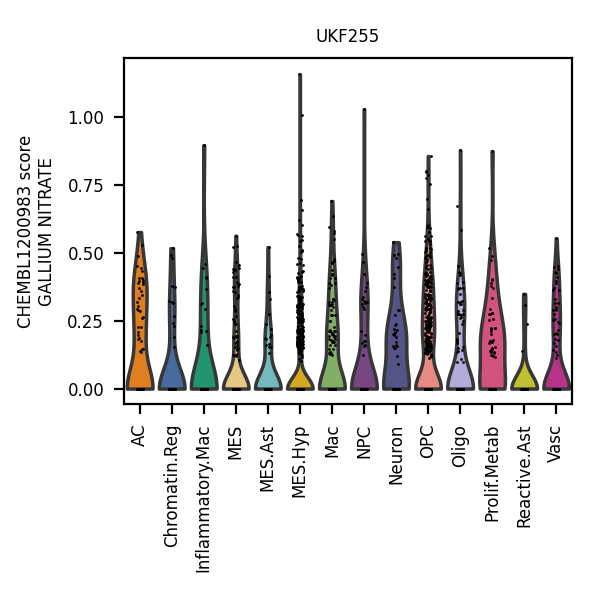 UKF255
CHEMBL1200983 score
GALLIUM NITRATE
1.00
0.75
0.50
0.25
0.00
AC
Chromatin.Reg
Inflammatory.Mac
MES
MES.Ast
MES.Hyp
Mac
NPC
Neuron
OPC
Oligo
Prolif.Metab
Reactive.Ast
Vasc